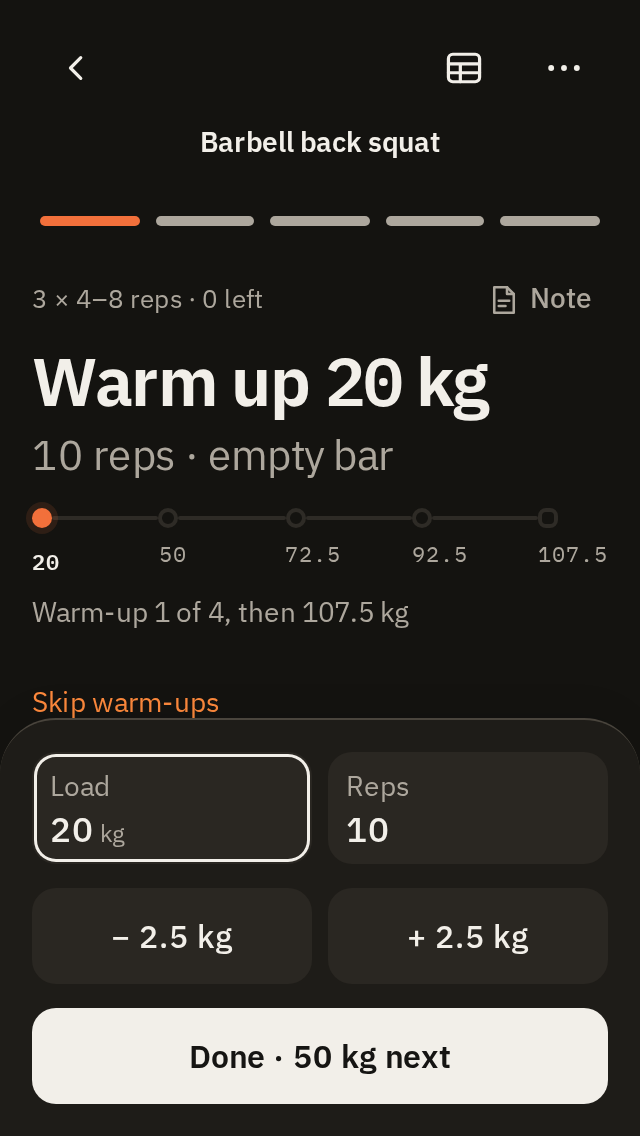 Barbell back squat
3 × 4–8 reps · 0 left
Note
Warm up 20 kg
10 reps · empty bar
20 50 72.5 92.5 107.5
Warm-up 1 of 4, then 107.5 kg
Skip warm-ups
Load
20 kg
Reps
10
− 2.5 kg
+ 2.5 kg
Done · 50 kg next